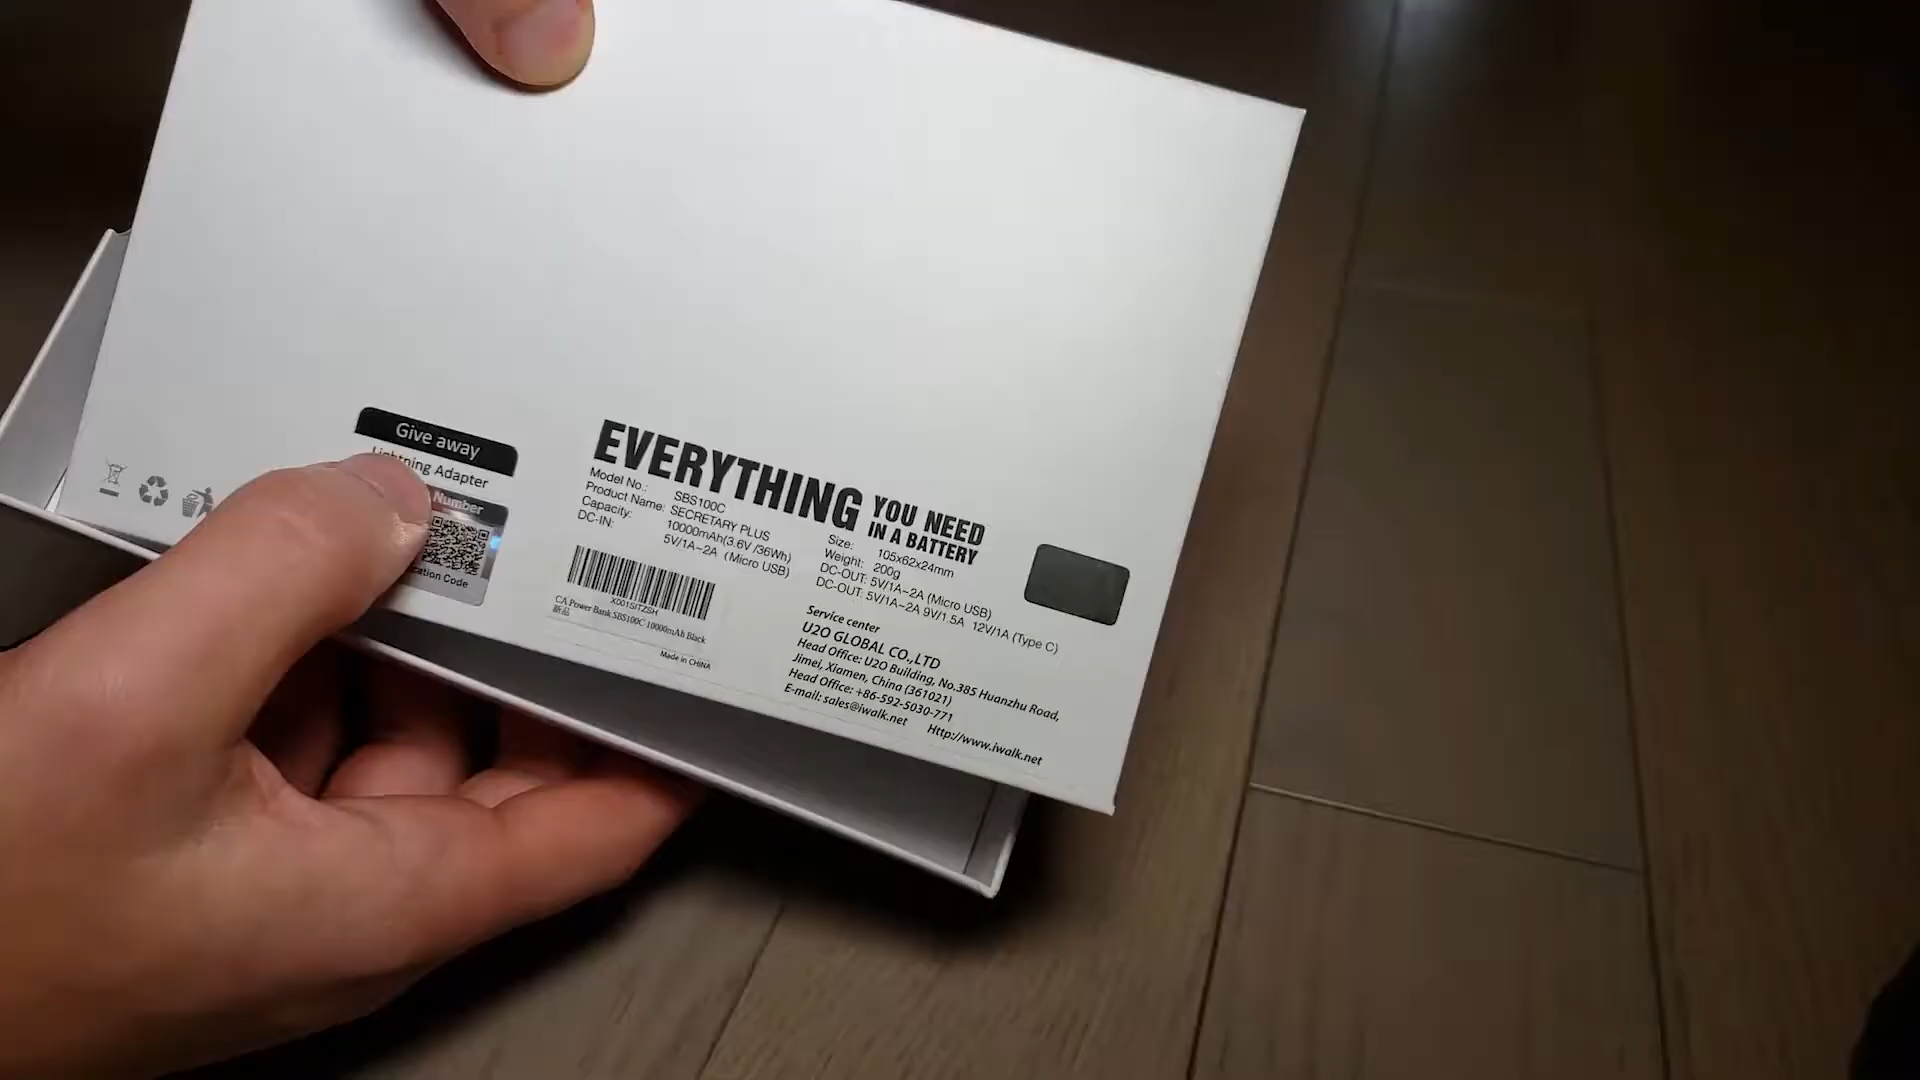 Give away
Lightning Adapter
Number
Code
EVERYTHING YOU NEED
IN A BATTERY
Model No.: SBS100C
Product Name: SECRETARY PLUS
Capacity: 10000mAh(3.6V /36Wh)
DC-IN: 5V/1A~2A (Micro USB)
Size: 105x62x24mm
Weight: 200g
DC-OUT: 5V/1A~2A (Micro USB)
DC-OUT: 5V/1A~2A 9V/1.5A 12V/1A (Type C)
X001SITZSH
CA Power Bank SBS100C 10000mAh Black
新品
Made in CHINA
Service center
U2O GLOBAL CO.,LTD
Head Office: U2O Building, No.385 Huanzhu Road,
Jimei, Xiamen, China (361021)
Head Office: +86-592-5030-771
E-mail: sales@iwalk.net
Http://www.iwalk.net